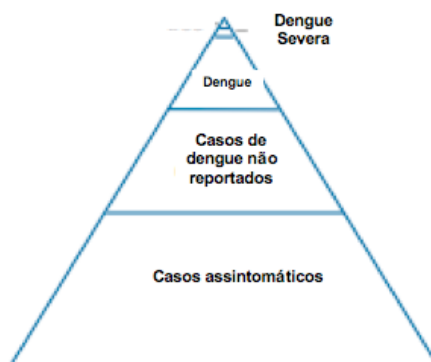 Dengue
Severa
Dengue
Casos de
dengue não
reportados
Casos assintomáticos